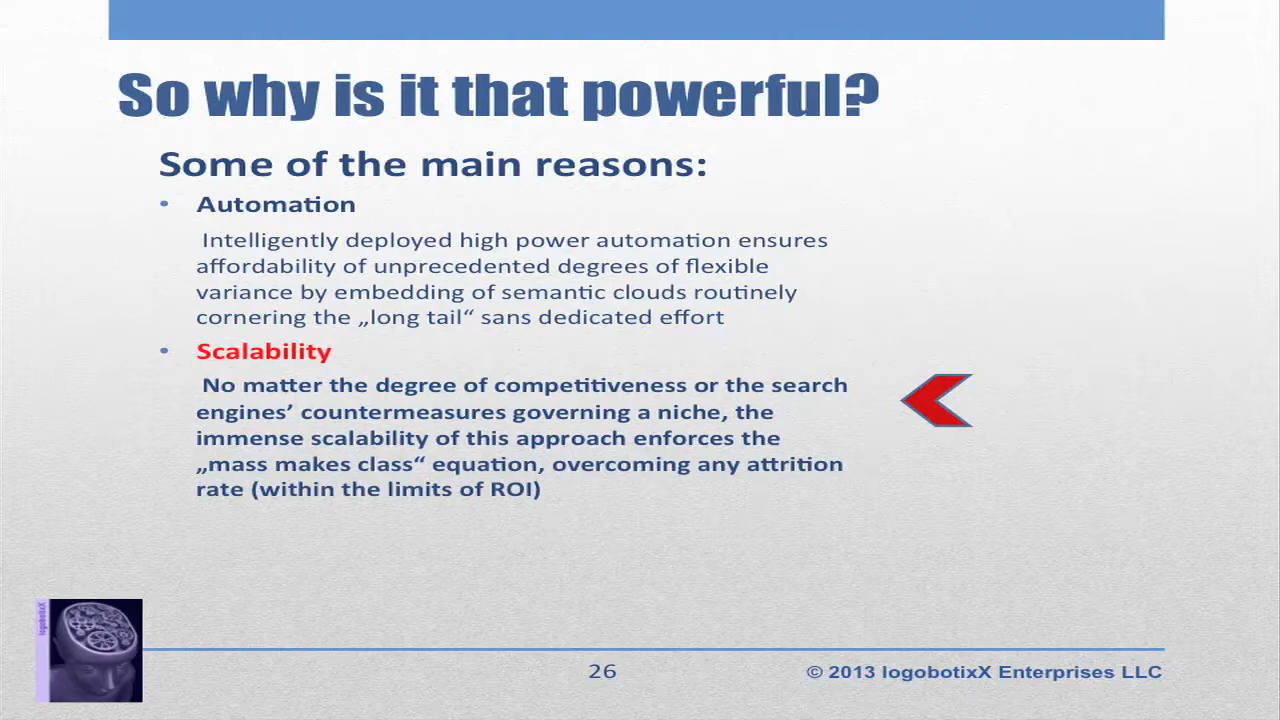 So why is it that powerful?
Some of the main reasons:
• Automation
Intelligently deployed high power automation ensures
affordability of unprecedented degrees of flexible
variance by embedding of semantic clouds routinely
cornering the „long tail“ sans dedicated effort
• Scalability
No matter the degree of competitiveness or the search
engines’ countermeasures governing a niche, the
immense scalability of this approach enforces the
„mass makes class“ equation, overcoming any attrition
rate (within the limits of ROI)
logobotixX
26
© 2013 logobotixX Enterprises LLC